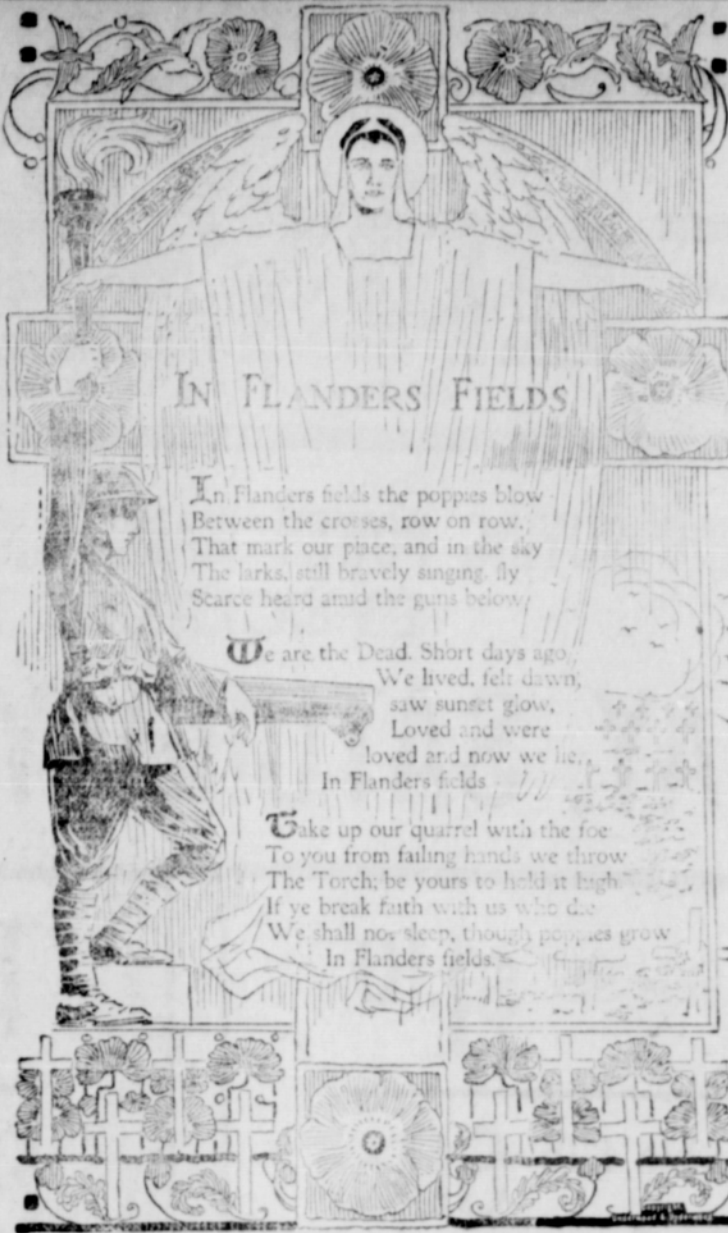 IN FLANDERS FIELDS
In Flanders fields the poppies blow
Between the crosses, row on row,
That mark our place; and in the sky
The larks, still bravely singing, fly
Scarce heard amid the guns below.
We are the Dead. Short days ago
We lived, felt dawn,
saw sunset glow,
Loved and were
loved and now we lie,
In Flanders fields
Take up our quarrel with the foe
To you from failing hands we throw
The Torch; be yours to hold it high
If ye break faith with us who die
We shall not sleep, though poppies grow
In Flanders fields.